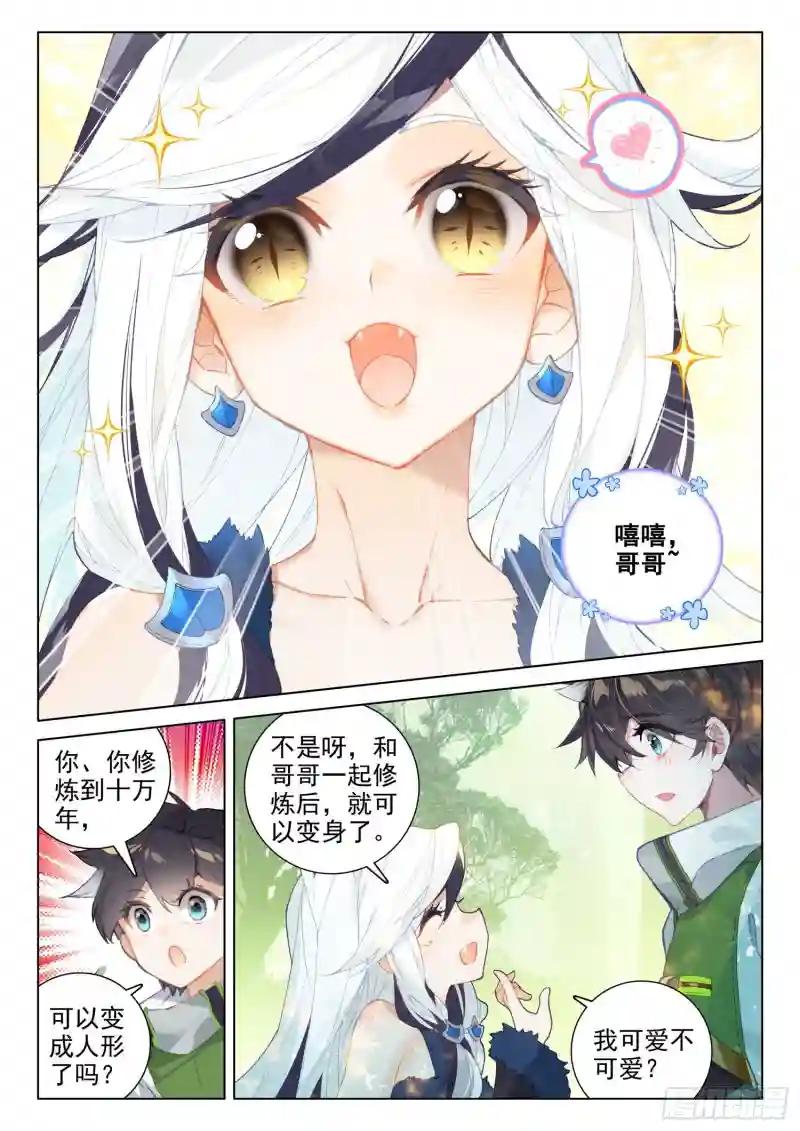 嘻嘻，
哥哥~
你、你修
炼到十万
年，
可以变
成人形
了吗？
不是呀，和
哥哥一起修
炼后，就可
以变身了。
我可爱不
可爱？